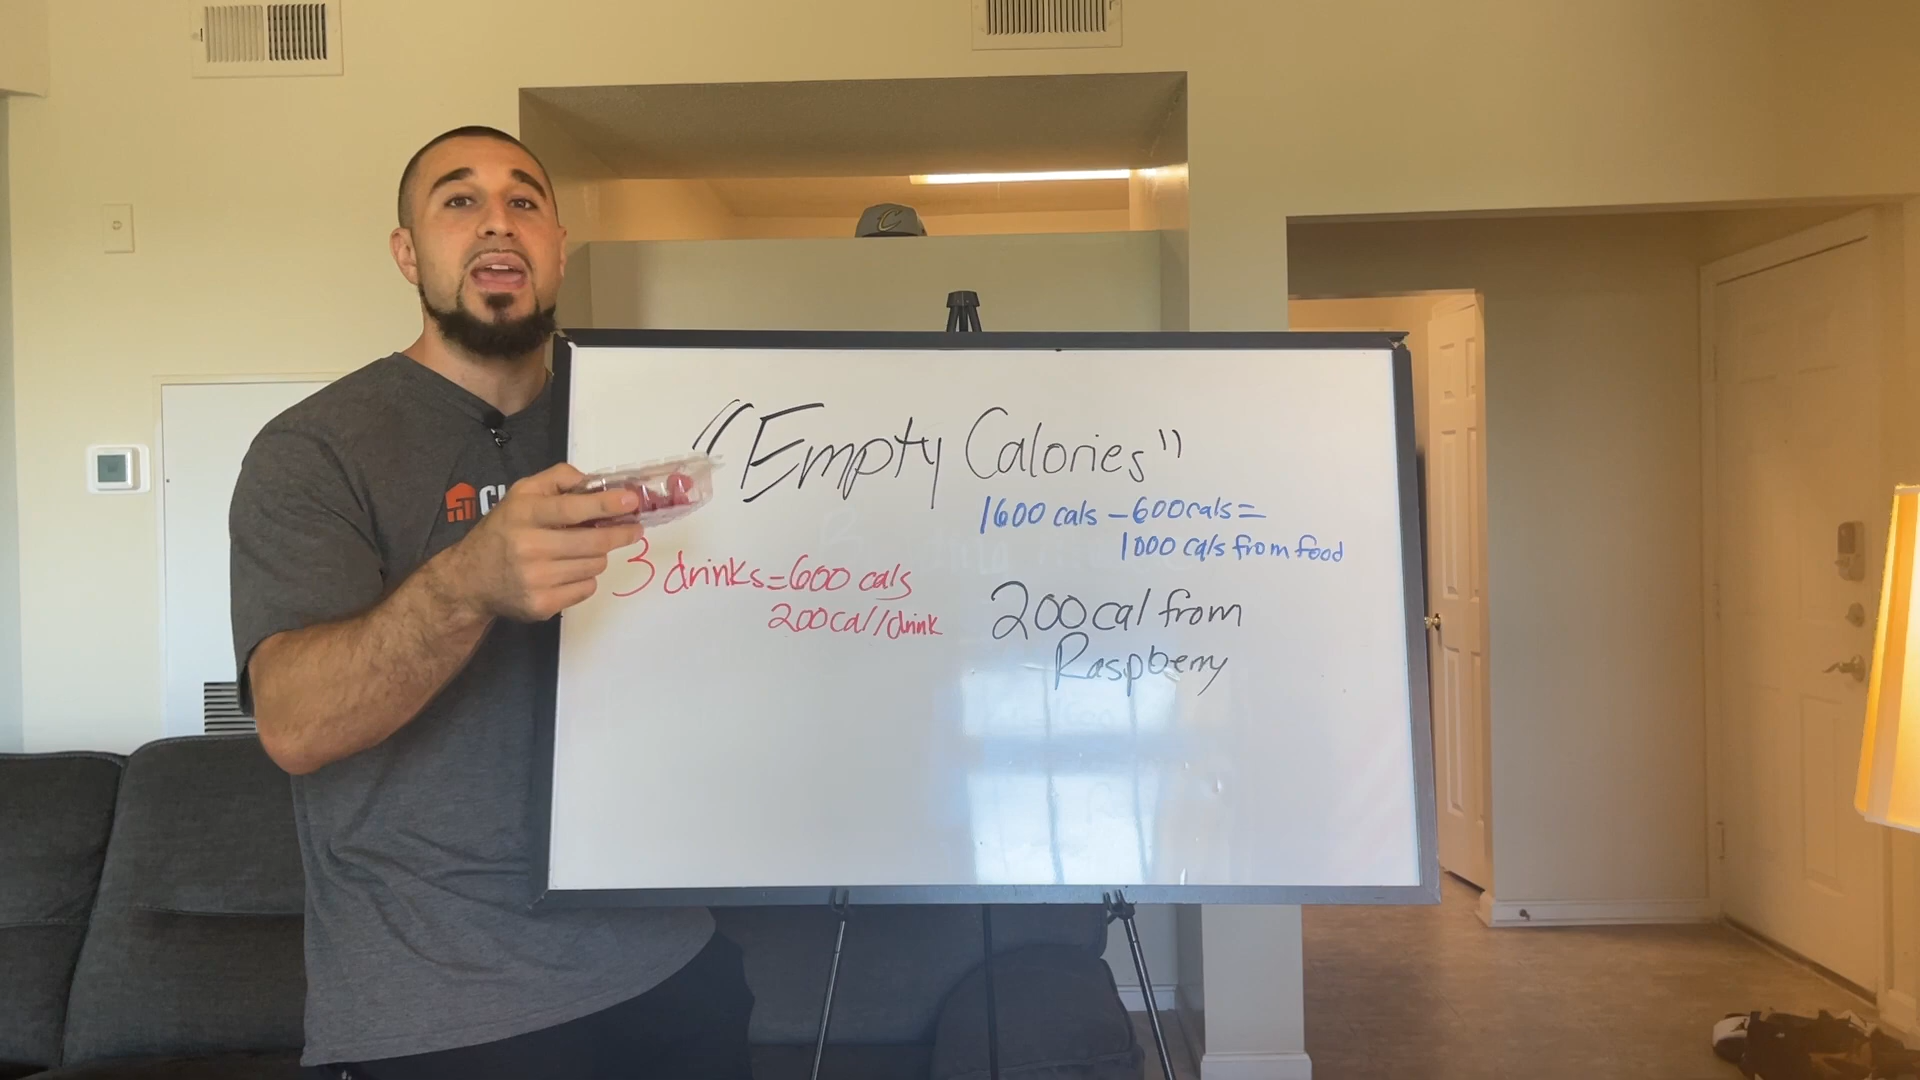 "Empty Calories"
1600 cals - 600 cals =
1000 cals from food
3 drinks = 600 cals
200 Cal / drink
200 cal from
Raspberry
C